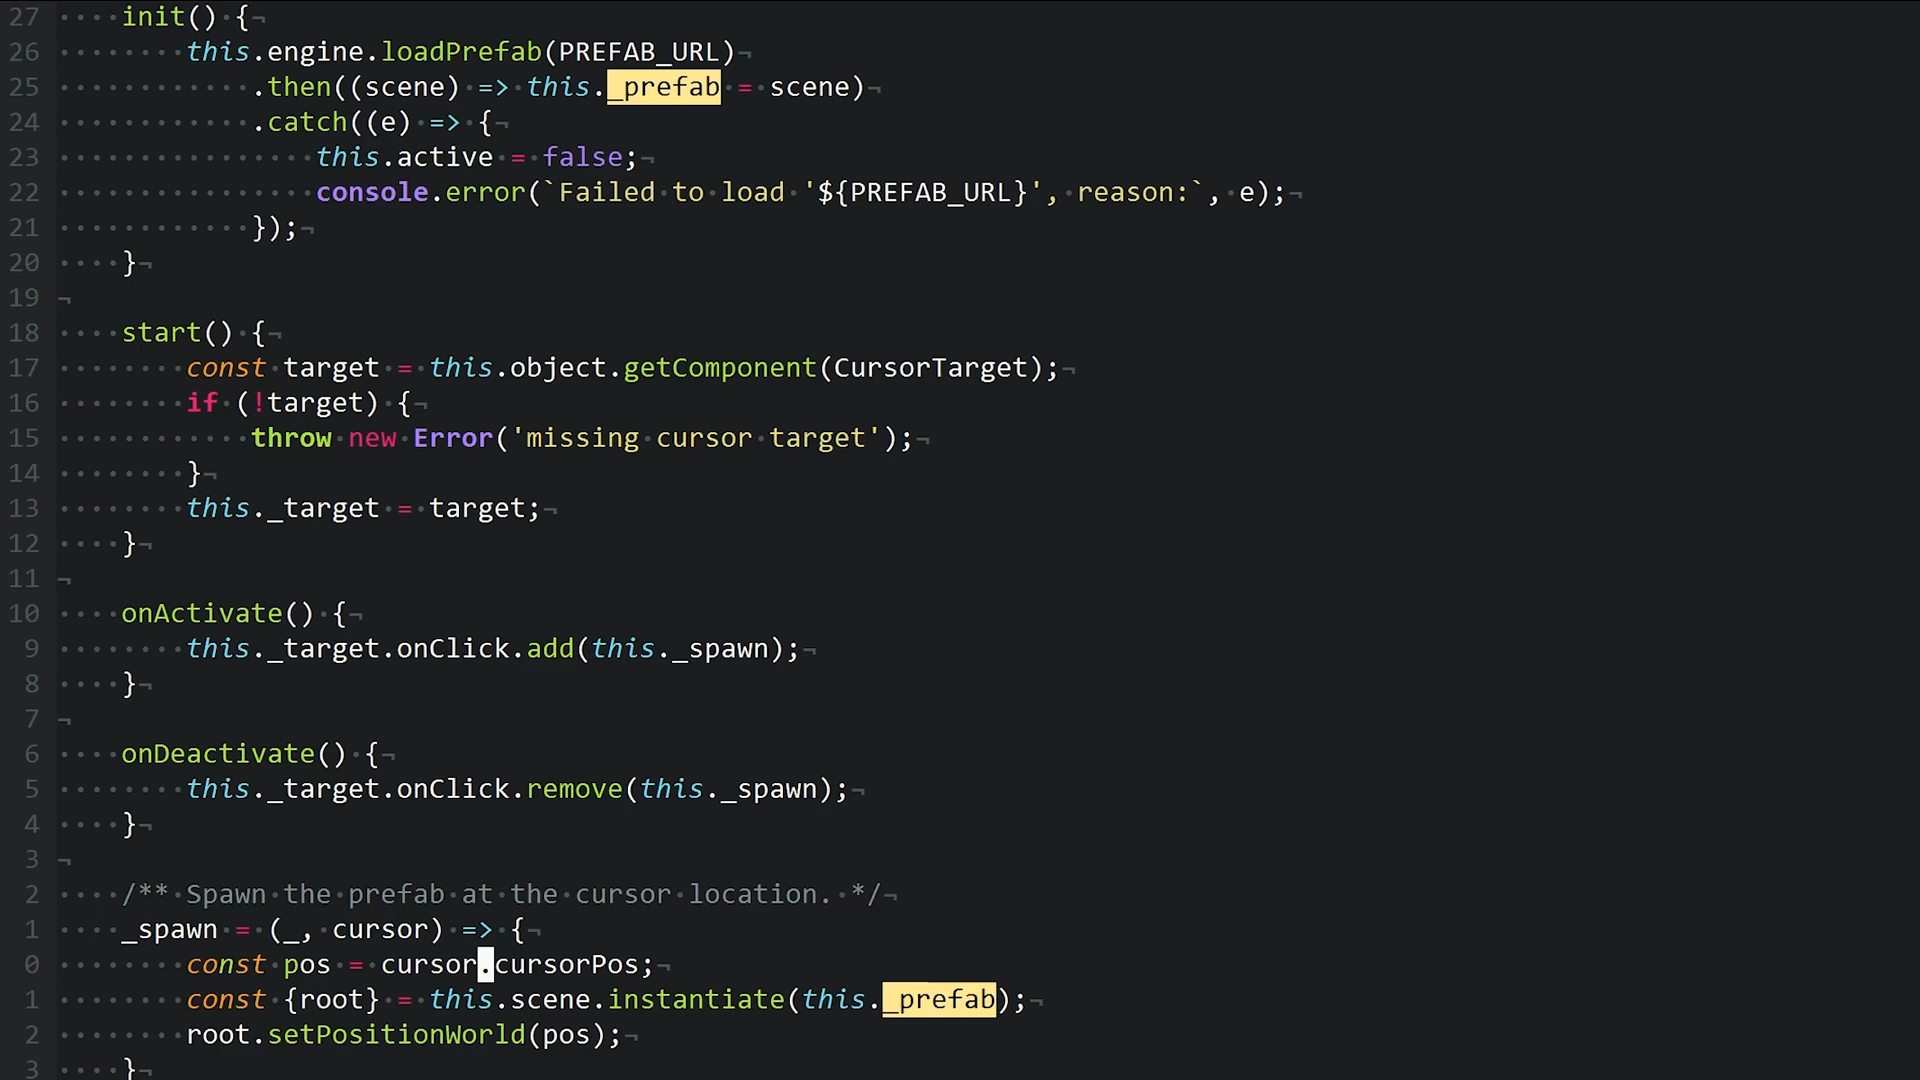 27 ····init()·{¬
26 ········this.engine.loadPrefab(PREFAB_URL)¬
25 ············.then((scene)·=>·this._prefab·=·scene)¬
24 ············.catch((e)·=>·{¬
23 ················this.active·=·false;¬
22 ················console.error(`Failed·to·load·'${PREFAB_URL}',·reason:`,·e);¬
21 ············});¬
20 ····}¬
19 ¬
18 ····start()·{¬
17 ········const·target·=·this.object.getComponent(CursorTarget);¬
16 ········if·(!target)·{¬
15 ············throw·new·Error('missing·cursor·target');¬
14 ········}¬
13 ········this._target·=·target;¬
12 ····}¬
11 ¬
10 ····onActivate()·{¬
9 ········this._target.onClick.add(this._spawn);¬
8 ····}¬
7 ¬
6 ····onDeactivate()·{¬
5 ········this._target.onClick.remove(this._spawn);¬
4 ····}¬
3 ¬
2 ····/**·Spawn·the·prefab·at·the·cursor·location.·*/¬
1 ····_spawn·=·(_,·cursor)·=>·{¬
0 ········const·pos·=·cursor.cursorPos;¬
1 ········const·{root}·=·this.scene.instantiate(this._prefab);¬
2 ········root.setPositionWorld(pos);¬
3 ····}¬